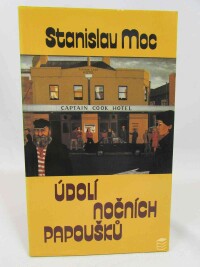 Stanislav Moc
CAPTAIN COOK HOTEL
ÚDOLÍ
NOČNÍCH
PAPOUŠKŮ